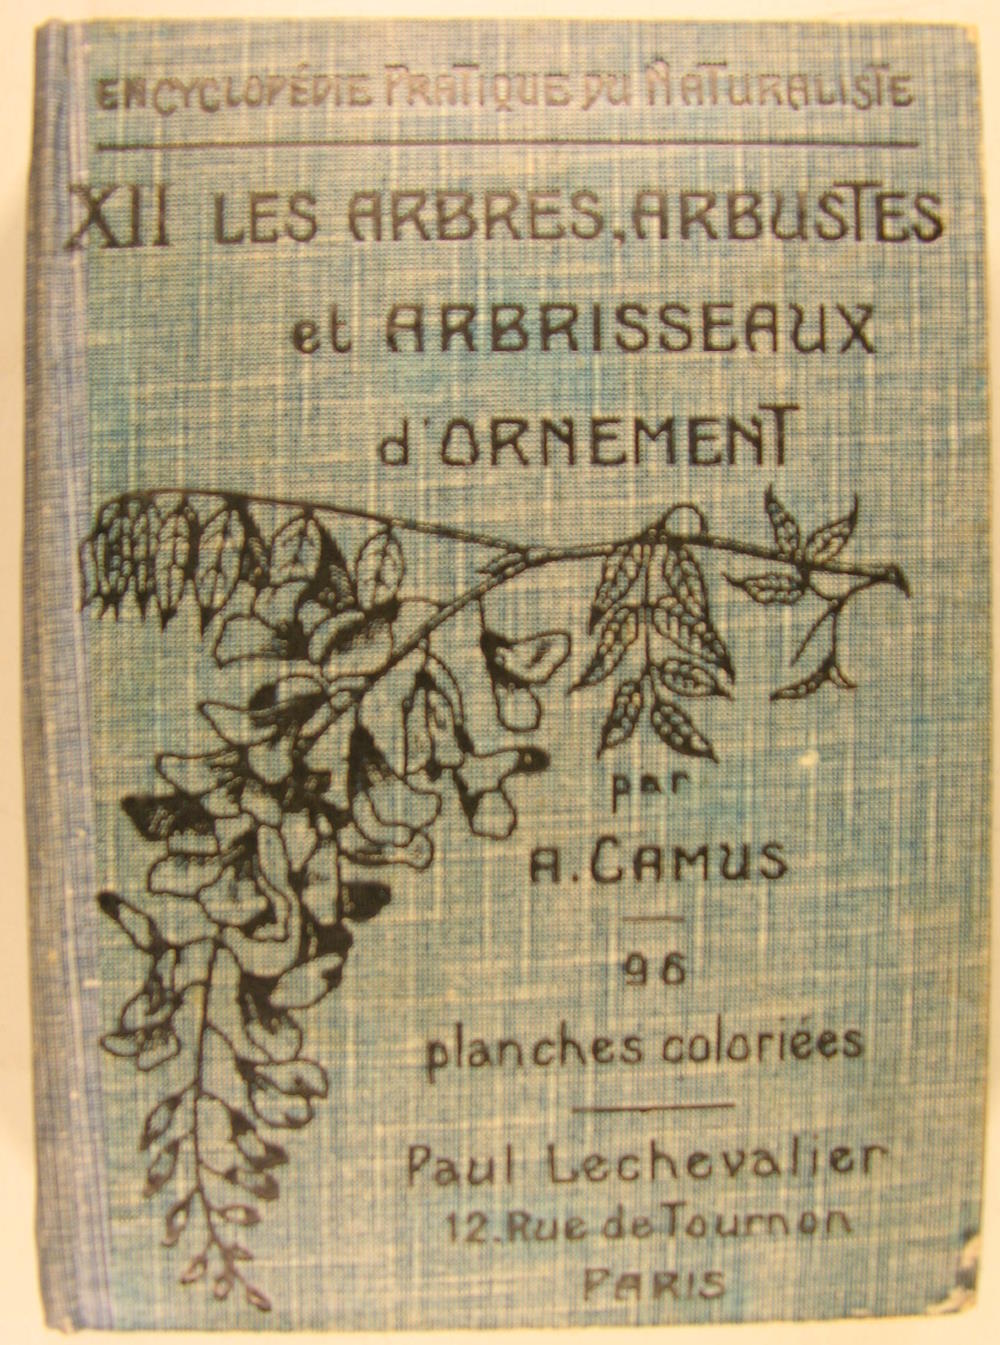 ENCYCLOPÉDIE PRATIQUE DU NATURALISTE
XII LES ARBRES, ARBUSTES
et ARBRISSEAUX
d'ORNEMENT
par
A. CAMUS
96
planches coloriées
Paul Lechevalier
12. Rue de Tournon
PARIS